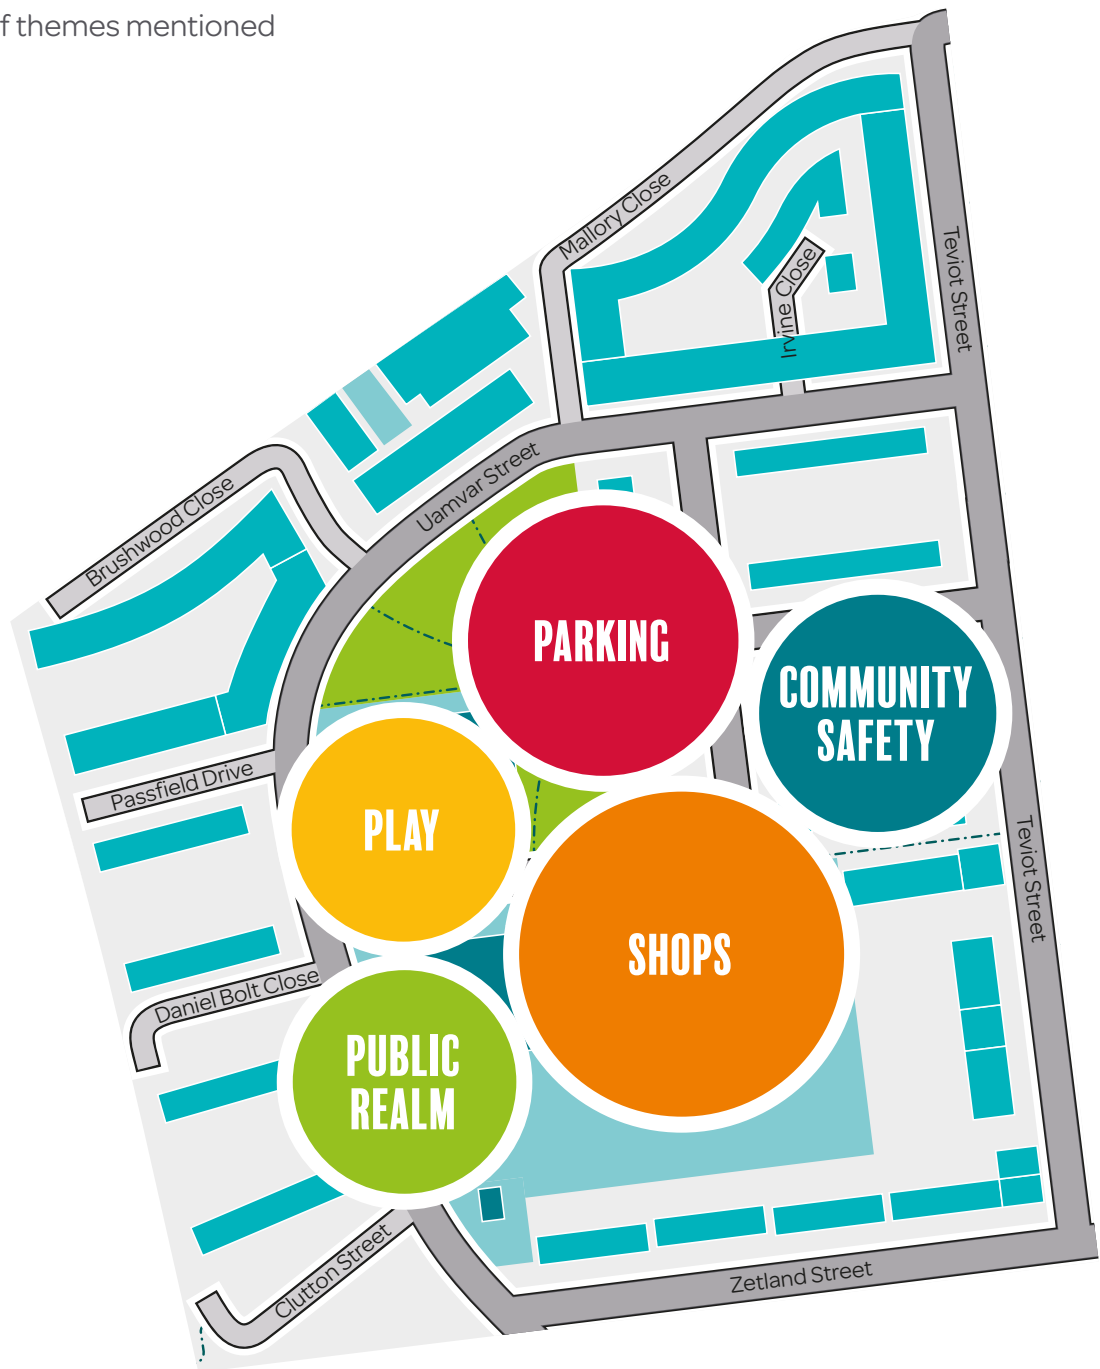 f themes mentioned
Mallory Close
Teviot Street
Irvine Close
Uamvar Street
Brushwood Close
PARKING
COMMUNITY
SAFETY
Passfield Drive
PLAY
Teviot Street
SHOPS
Daniel Bolt Close
PUBLIC
REALM
Clutton Street
Zetland Street